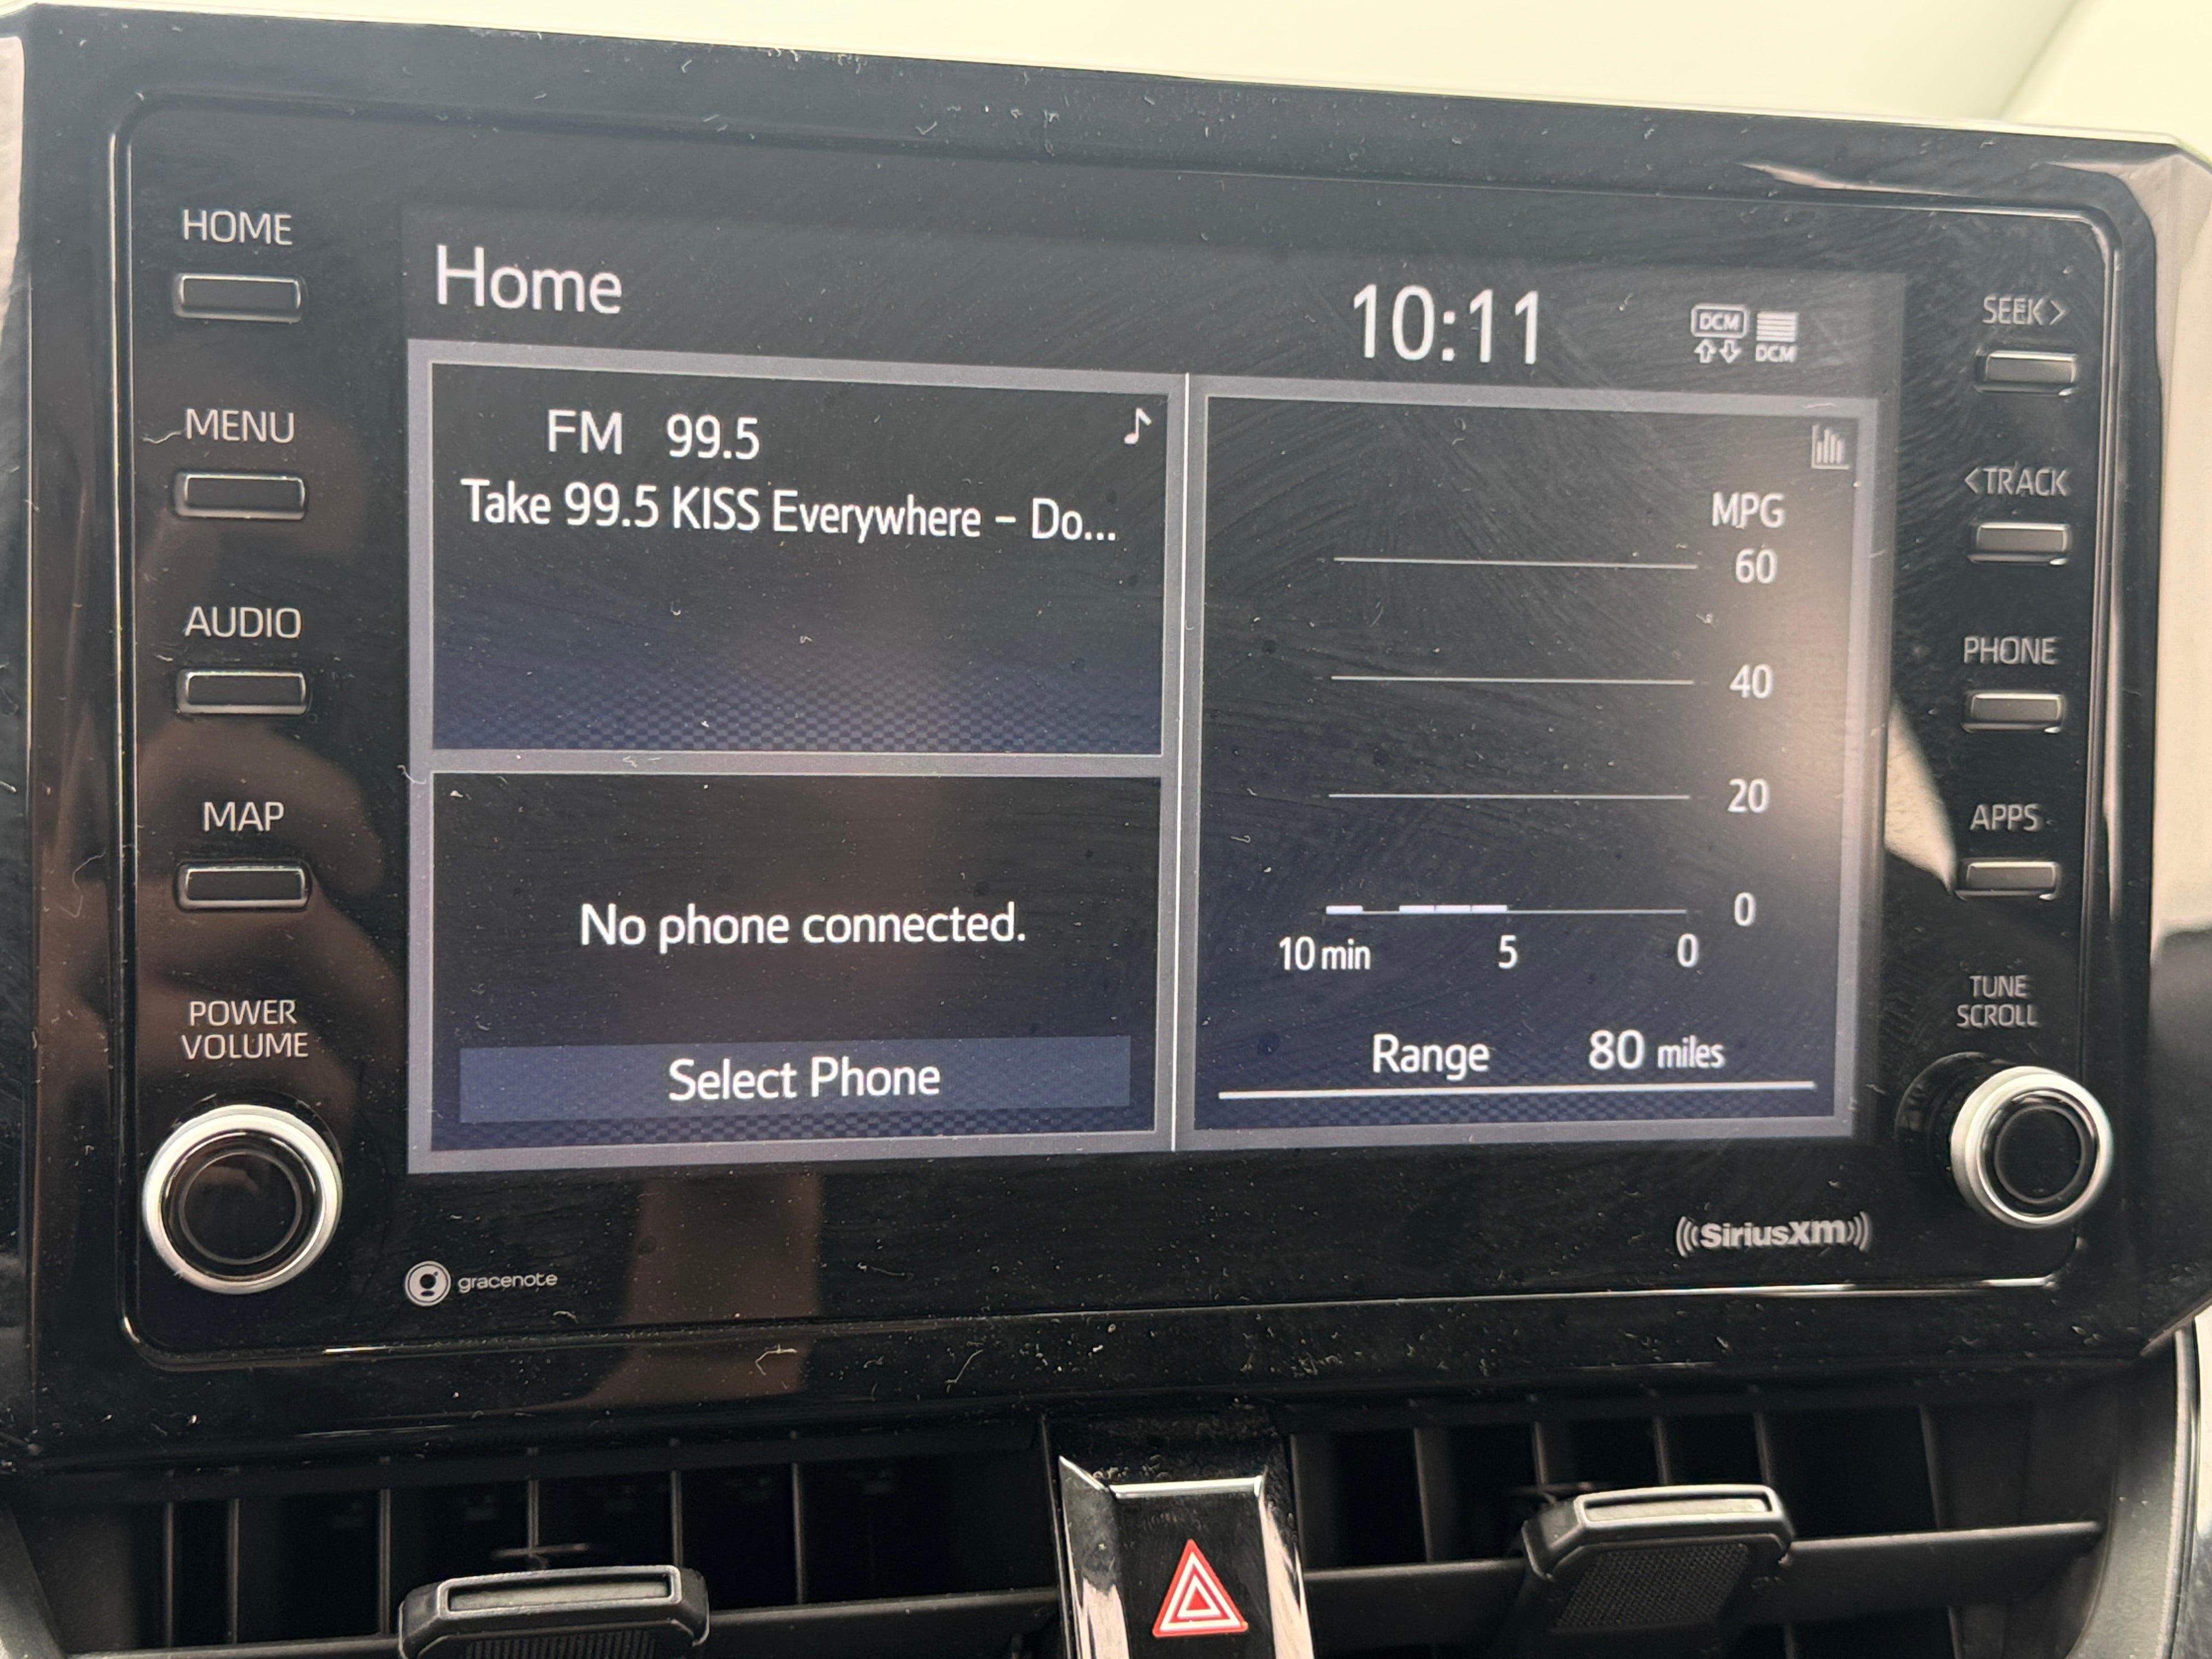 HOME
MENU
AUDIO
MAP
POWER
VOLUME
Home
10:11
DCM
DCM
FM 99.5
Take 99.5 KISS Everywhere – Do...
No phone connected.
Select Phone
MPG
60
40
20
0
10 min 5 0
Range 80 miles
SEEK >
< TRACK
PHONE
APPS
TUNE
SCROLL
gracenote
SiriusXM